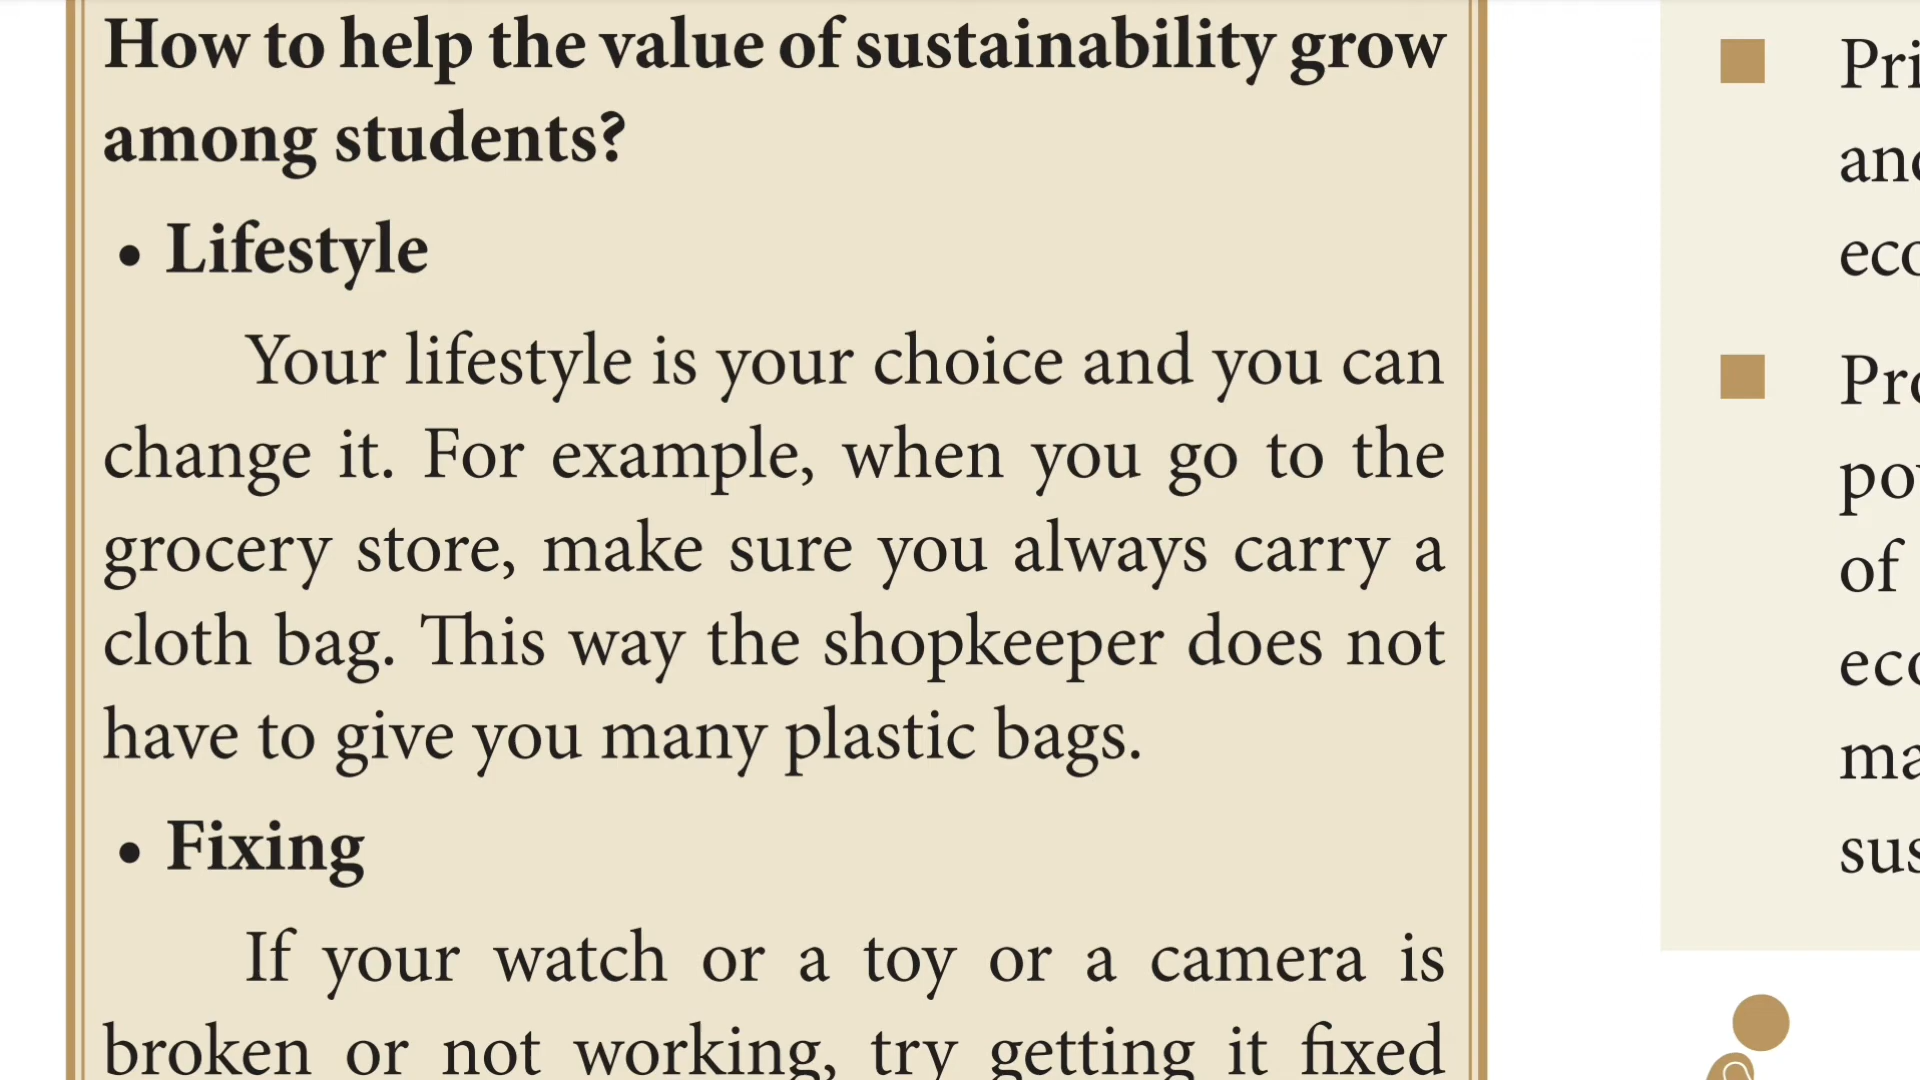 How to help the value of sustainability grow
among students?
• Lifestyle
Your lifestyle is your choice and you can
change it. For example, when you go to the
grocery store, make sure you always carry a
cloth bag. This way the shopkeeper does not
have to give you many plastic bags.
• Fixing
If your watch or a toy or a camera is
broken or not working, try getting it fixed
of